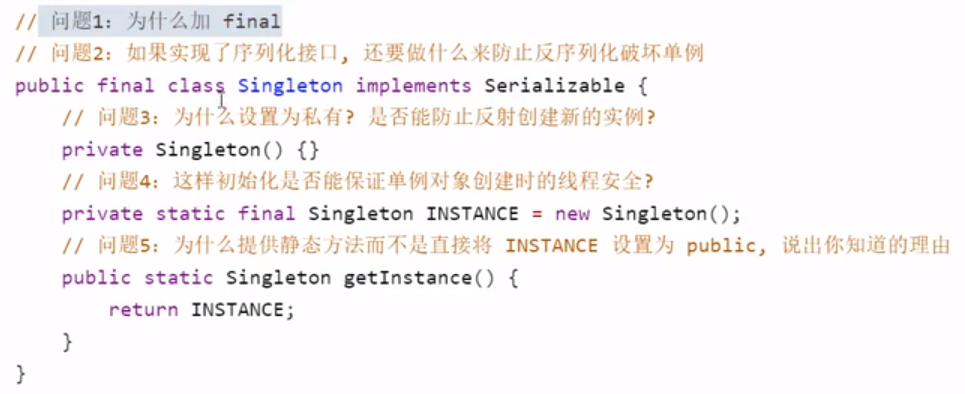 // 问题1: 为什么加 final
// 问题2: 如果实现了序列化接口, 还要做什么来防止反序列化破坏单例
public final class Singleton implements Serializable {
// 问题3: 为什么设置为私有? 是否能防止反射创建新的实例?
private Singleton() {}
// 问题4: 这样初始化是否能保证单例对象创建时的线程安全?
private static final Singleton INSTANCE = new Singleton();
// 问题5: 为什么提供静态方法而不是直接将 INSTANCE 设置为 public, 说出你知道的理由
public static Singleton getInstance() {
return INSTANCE;
}
}